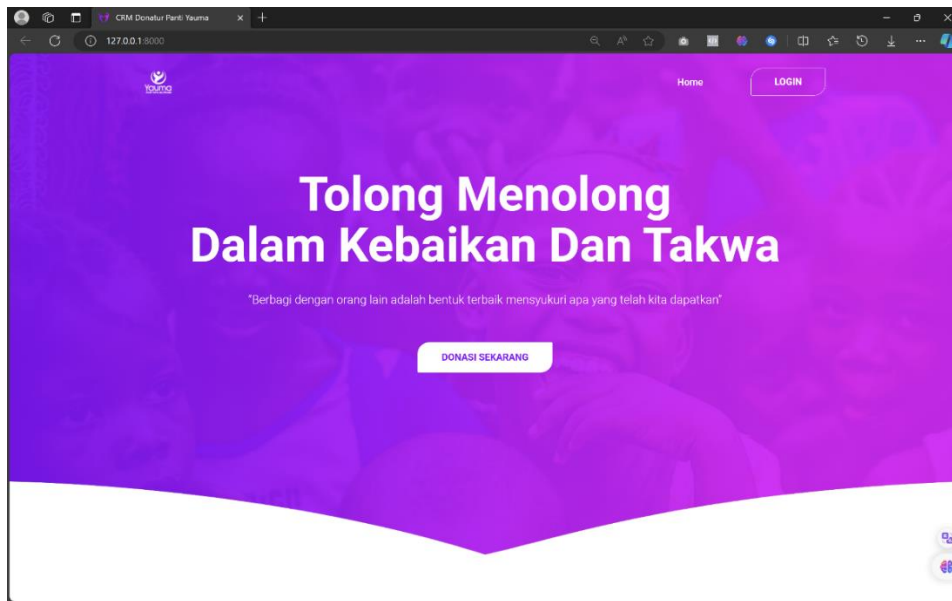 CRM Donatur Panti Yauma
127.0.0.1:8000
Yauma
Home
LOGIN
Tolong Menolong
Dalam Kebaikan Dan Takwa
"Berbagi dengan orang lain adalah bentuk terbaik mensyukuri apa yang telah kita dapatkan"
DONASI SEKARANG